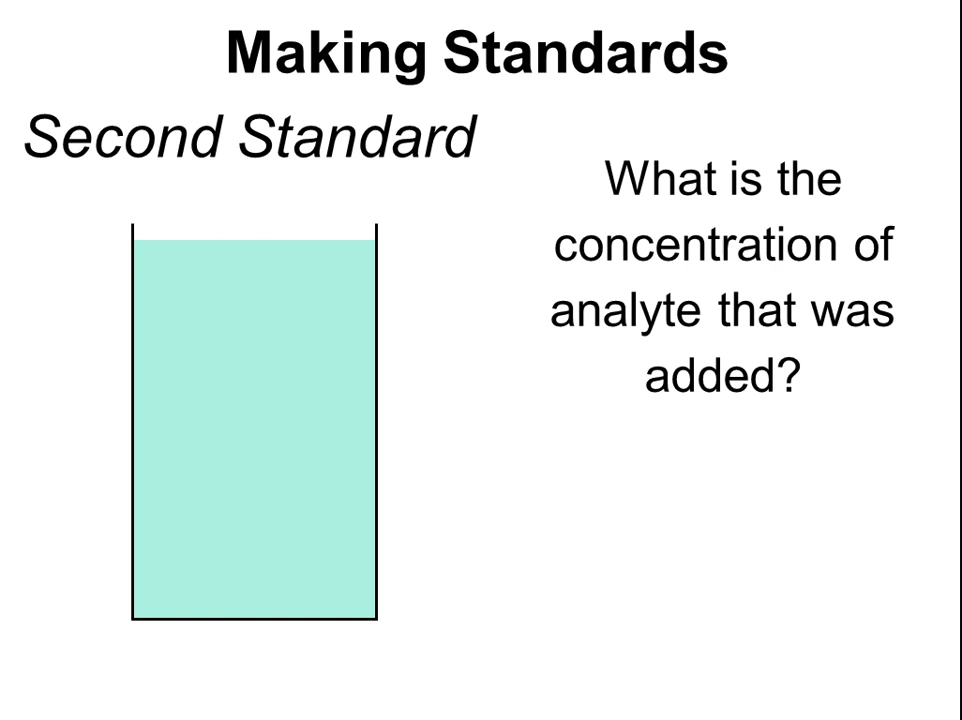 Making Standards
Second Standard
What is the
concentration of
analyte that was
added?